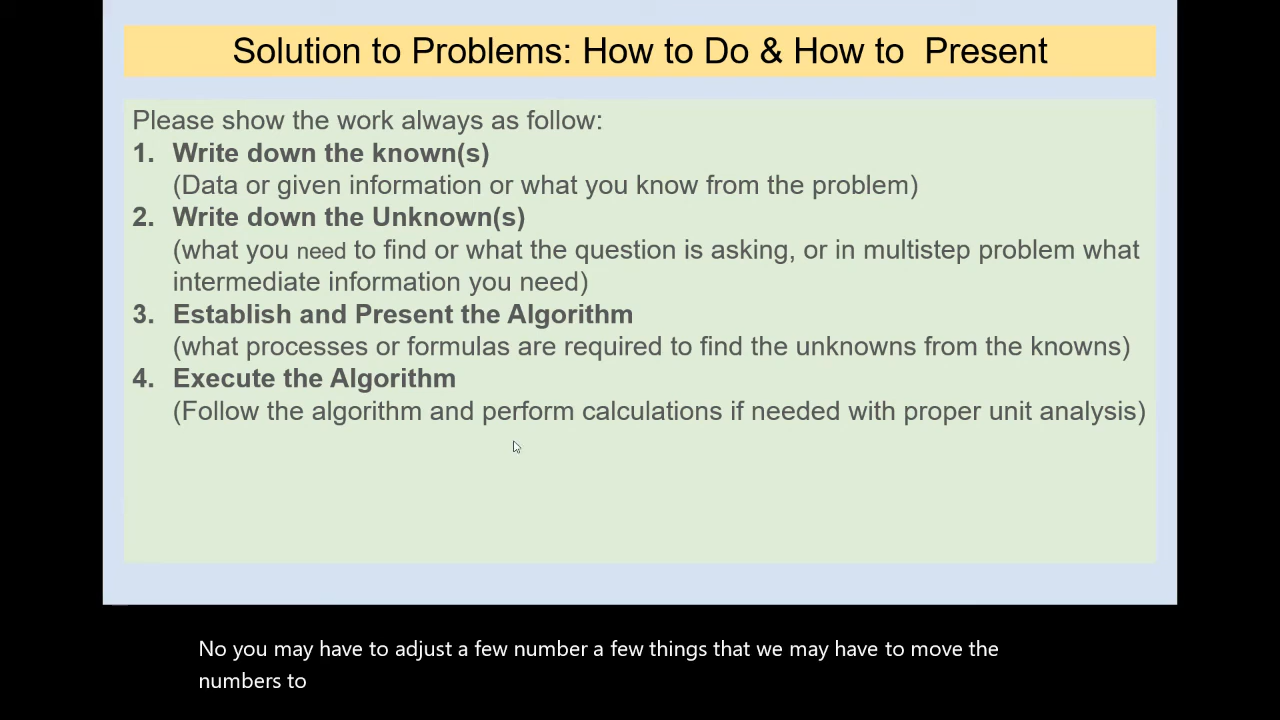 Solution to Problems: How to Do & How to  Present
Please show the work always as follow:
1. Write down the known(s)
(Data or given information or what you know from the problem)
2. Write down the Unknown(s)
(what you need to find or what the question is asking, or in multistep problem what
intermediate information you need)
3. Establish and Present the Algorithm
(what processes or formulas are required to find the unknowns from the knowns)
4. Execute the Algorithm
(Follow the algorithm and perform calculations if needed with proper unit analysis)
No you may have to adjust a few number a few things that we may have to move the
numbers to